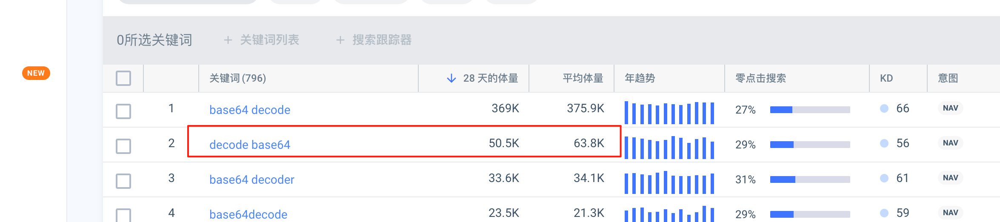 0所选关键词 + 关键词列表 + 搜索跟踪器
NEW
关键词 (796) ↓ 28 天的体量 平均体量 年趋势 零点击搜索 KD 意图
1 base64 decode 369K 375.9K 27% 66 NAV
2 decode base64 50.5K 63.8K 29% 56 NAV
3 base64 decoder 33.6K 34.1K 31% 61 NAV
4 base64decode 23.5K 21.3K 29% 59 NAV